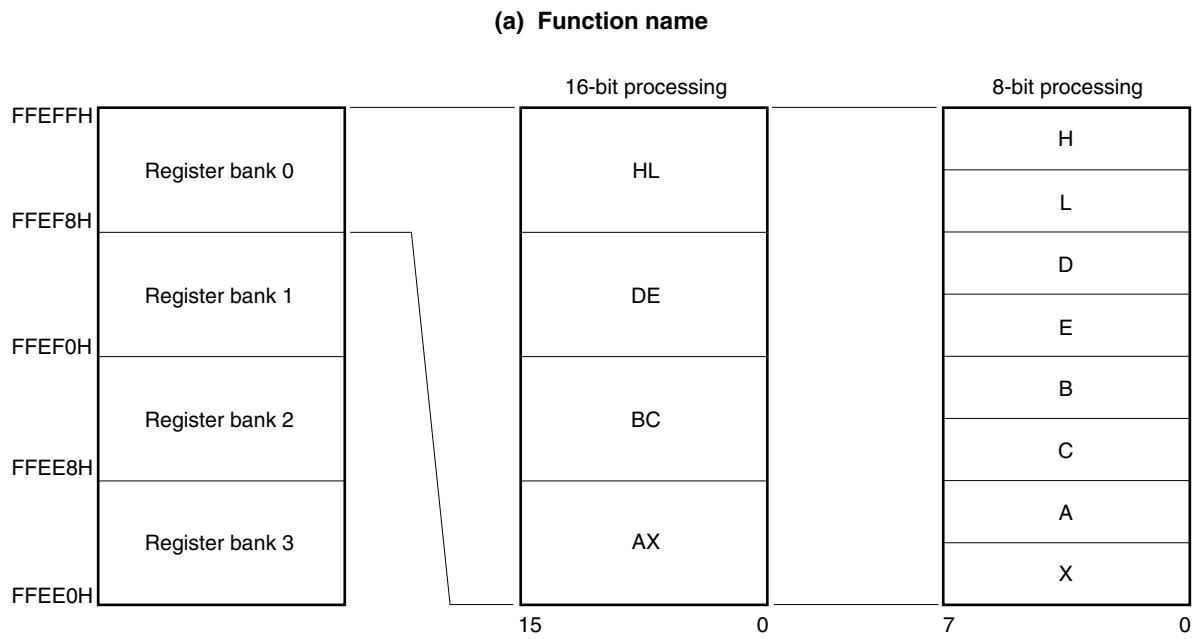 (a) Function name
16-bit processing
8-bit processing
FFEFFH
Register bank 0
HL
H
L
FFEF8H
Register bank 1
DE
D
E
FFEF0H
Register bank 2
BC
B
C
FFEE8H
Register bank 3
AX
A
X
FFEE0H
15 0
7 0